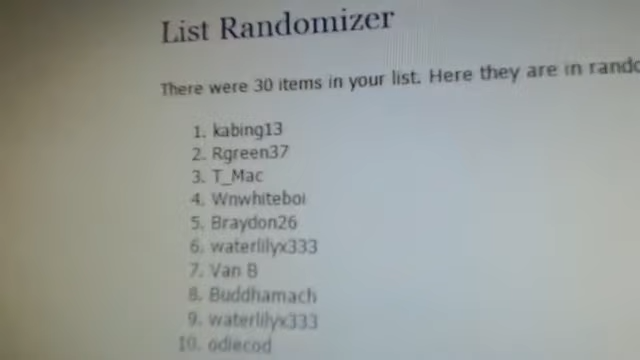 List Randomizer
There were 30 items in your list. Here they are in rando
1. kabing13
2. Rgreen37
3. T_Mac
4. Wnwhiteboi
5. Braydon26
6. waterlilyx333
7. Van B
8. Buddhamach
9. waterlilyx333
10. odiecod